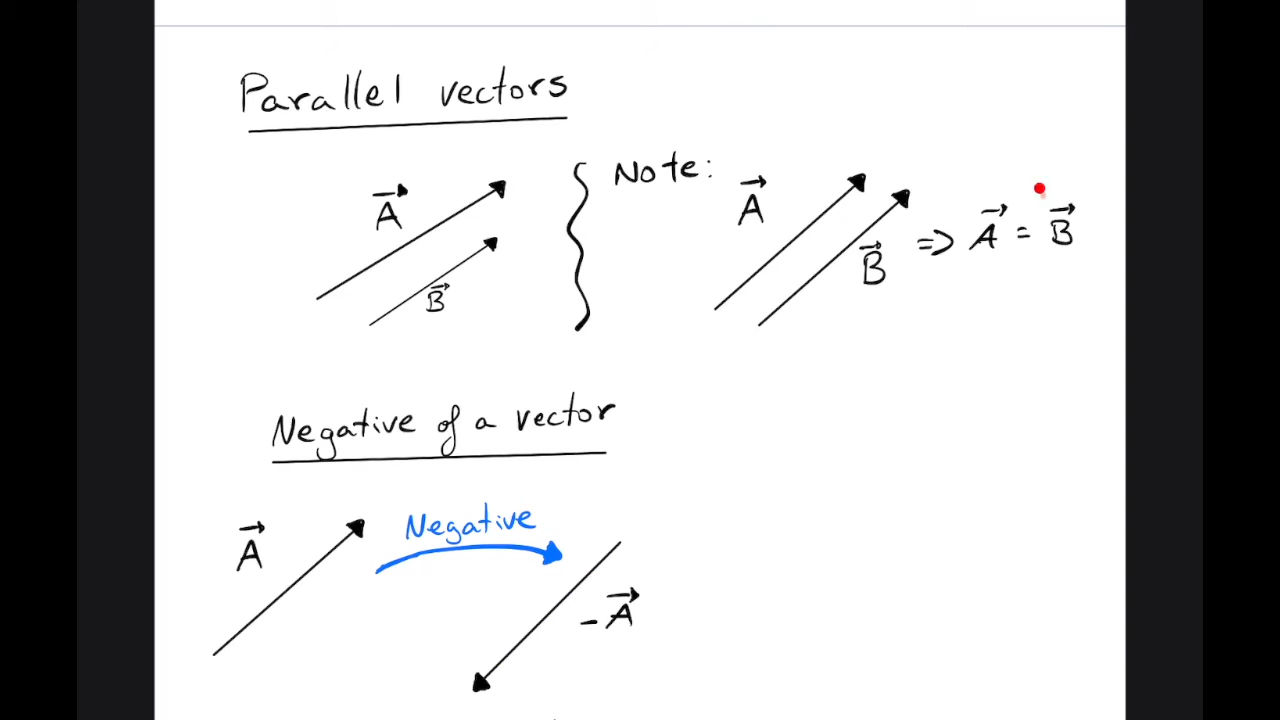 Parallel vectors
A⃗
B⃗
Note:
A⃗
B⃗
=> A⃗ = B⃗
Negative of a vector
A⃗
Negative
-A⃗